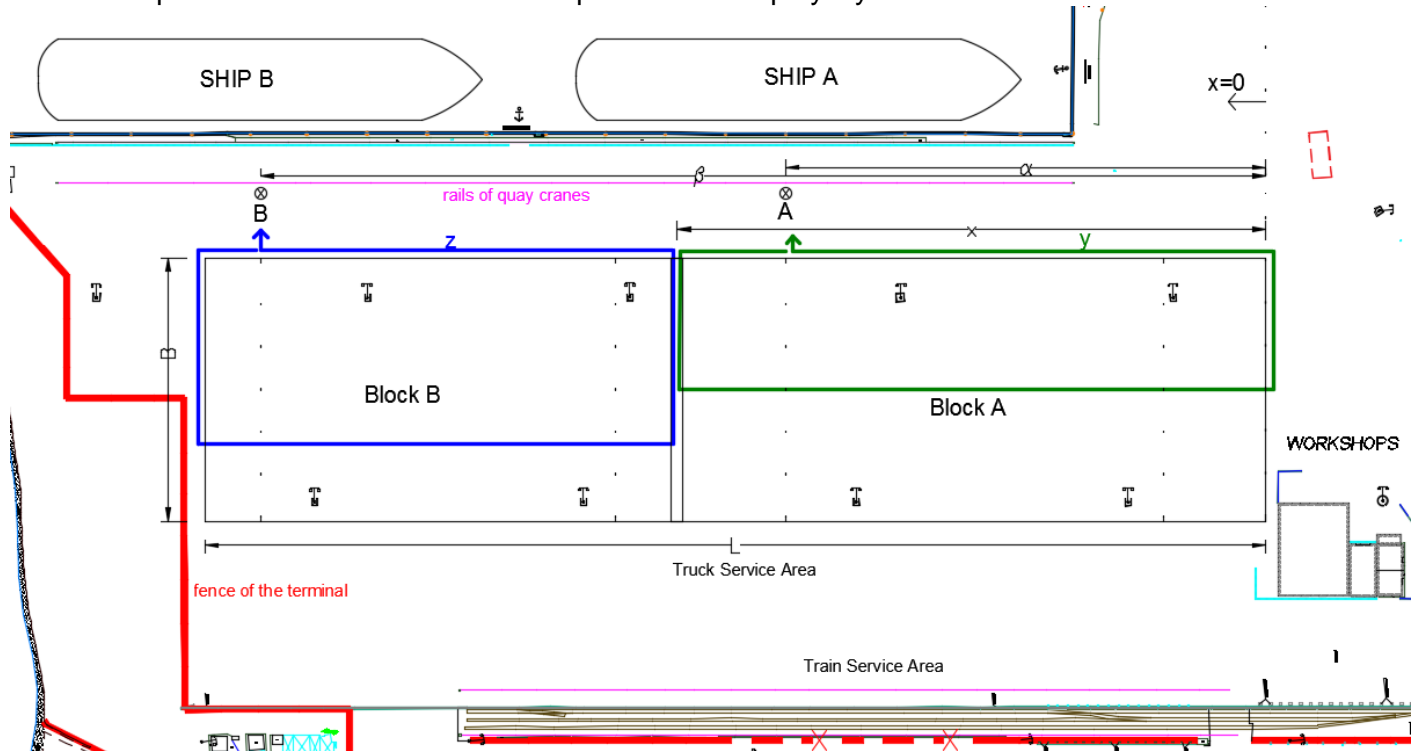 SHIP B
SHIP A
x=0
α
β
rails of quay cranes
B
A
x
z
y
B
Block B
Block A
WORKSHOPS
L
Truck Service Area
fence of the terminal
Train Service Area